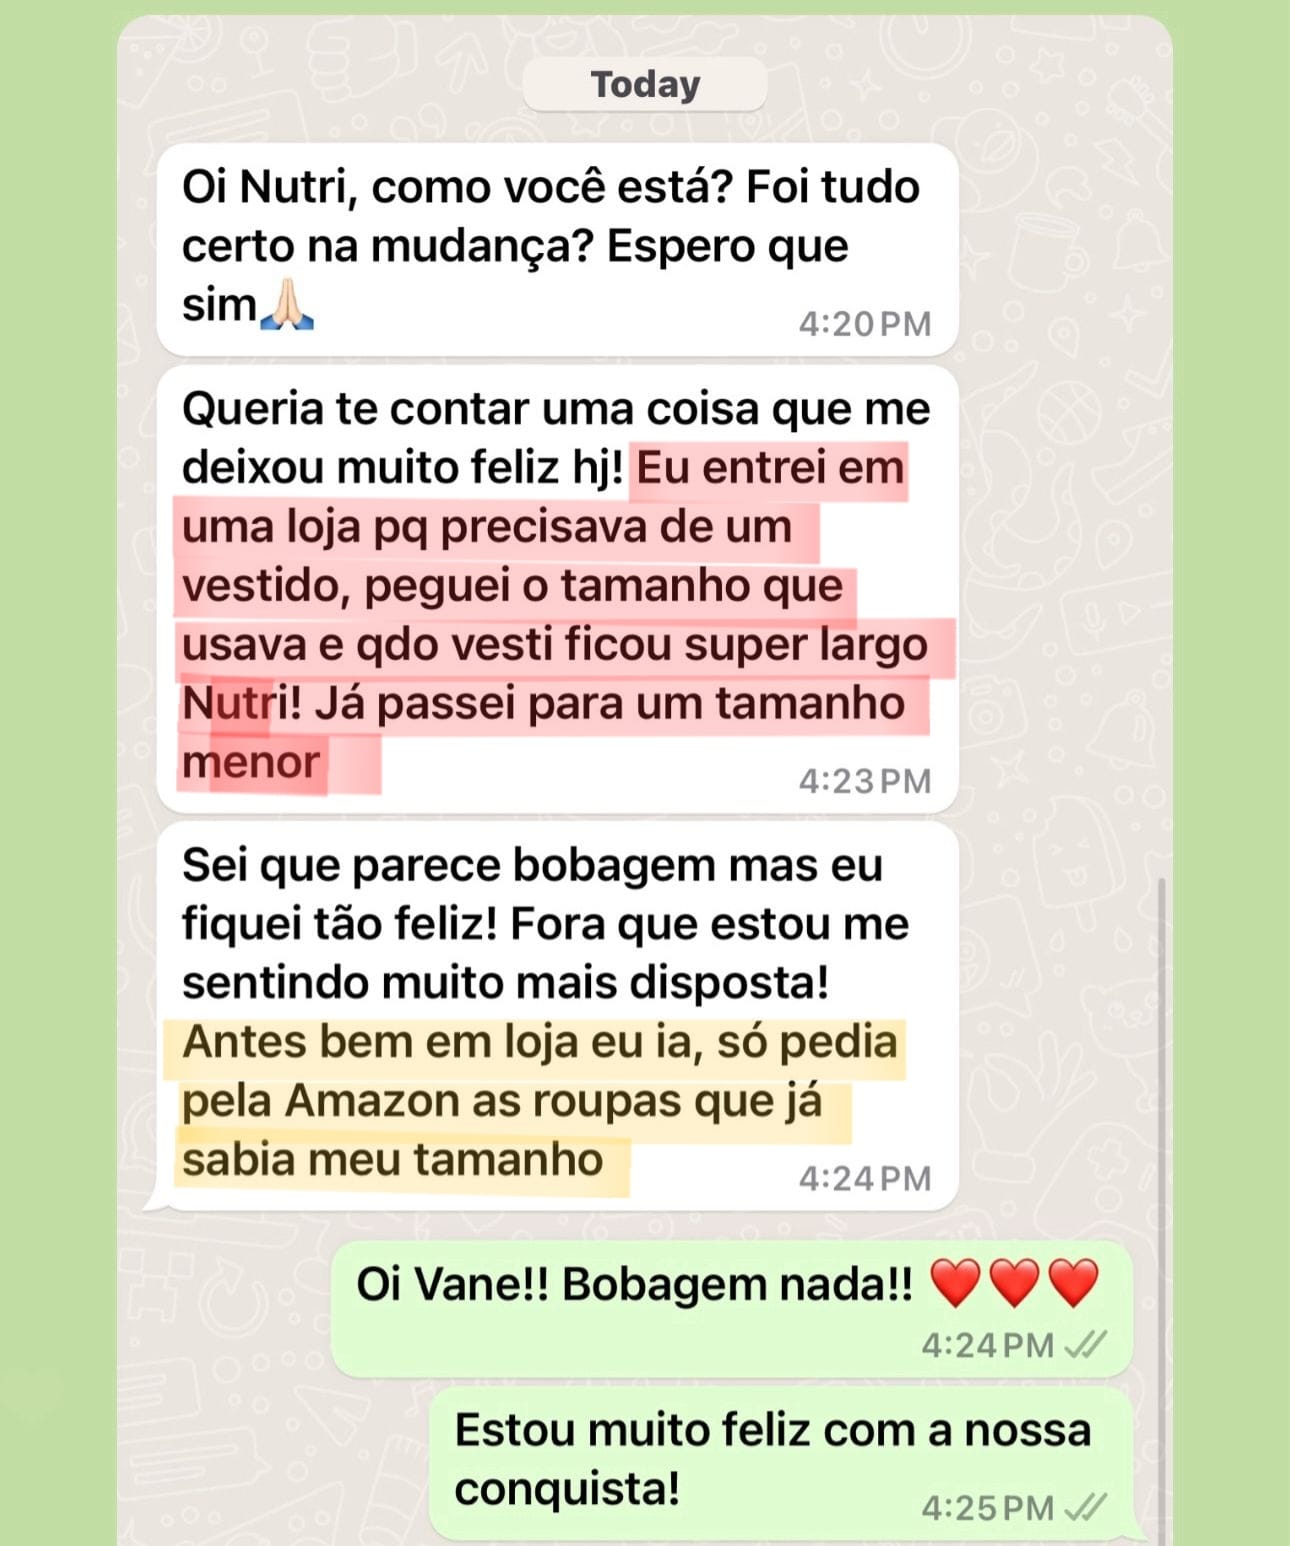 Today
Oi Nutri, como você está? Foi tudo
certo na mudança? Espero que
sim🙏🏻
4:20 PM
Queria te contar uma coisa que me
deixou muito feliz hj! Eu entrei em
uma loja pq precisava de um
vestido, peguei o tamanho que
usava e qdo vesti ficou super largo
Nutri! Já passei para um tamanho
menor
4:23 PM
Sei que parece bobagem mas eu
fiquei tão feliz! Fora que estou me
sentindo muito mais disposta!
Antes bem em loja eu ia, só pedia
pela Amazon as roupas que já
sabia meu tamanho
4:24 PM
Oi Vane!! Bobagem nada!! ❤️❤️❤️
4:24 PM
Estou muito feliz com a nossa
conquista!
4:25 PM